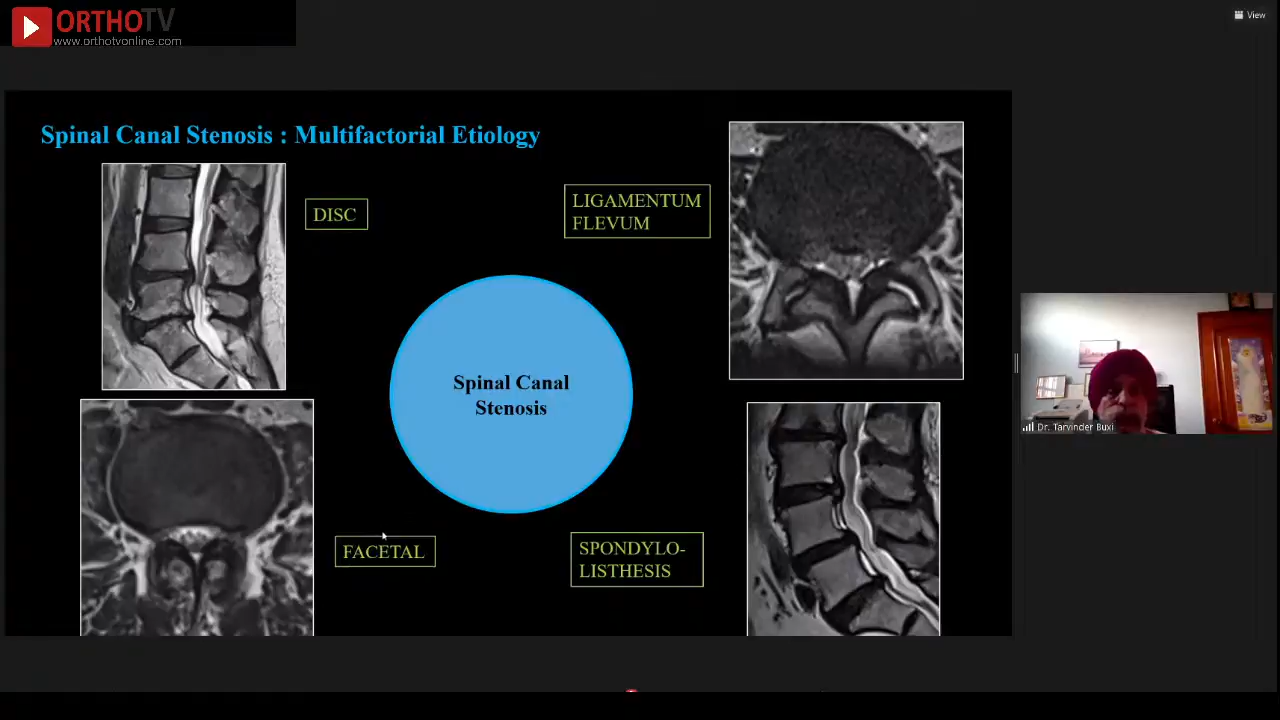 ORTHOTV
www.orthotvonline.com
View
Spinal Canal Stenosis : Multifactorial Etiology
DISC
LIGAMENTUM
FLEVUM
Spinal Canal
Stenosis
FACETAL
SPONDYLO-
LISTHESIS
Dr. Tarvinder Buxi